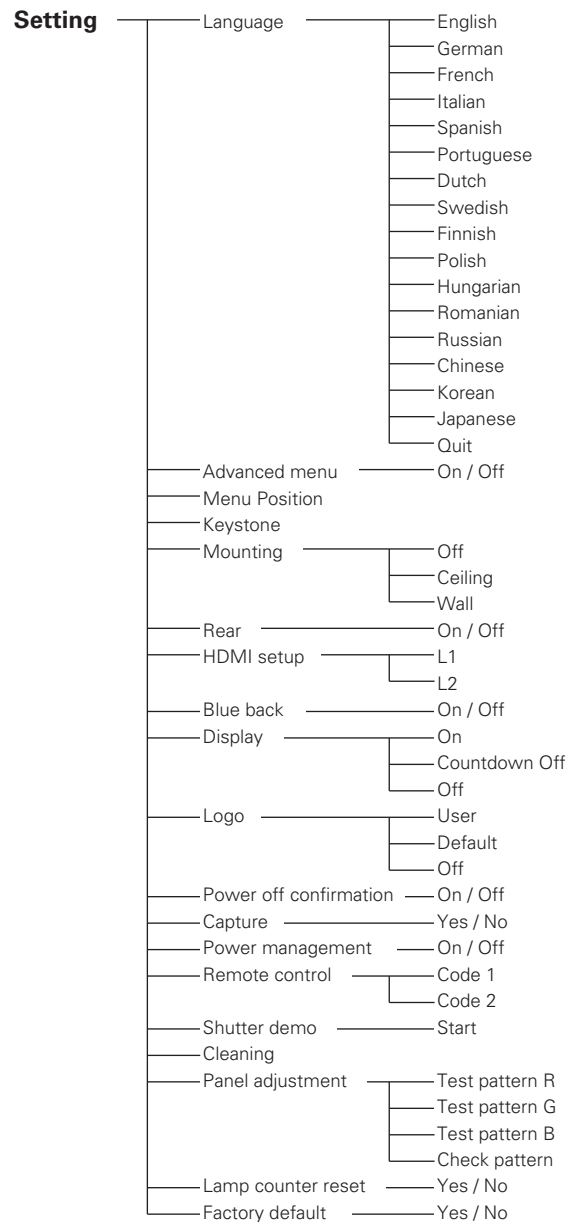 Setting Language English
German
French
Italian
Spanish
Portuguese
Dutch
Swedish
Finnish
Polish
Hungarian
Romanian
Russian
Chinese
Korean
Japanese
Quit
Advanced menu On / Off
Menu Position
Keystone
Mounting Off
Ceiling
Wall
Rear On / Off
HDMI setup L1
L2
Blue back On / Off
Display On
Countdown Off
Off
Logo User
Default
Off
Power off confirmation On / Off
Capture Yes / No
Power management On / Off
Remote control Code 1
Code 2
Shutter demo Start
Cleaning
Panel adjustment Test pattern R
Test pattern G
Test pattern B
Check pattern
Lamp counter reset Yes / No
Factory default Yes / No